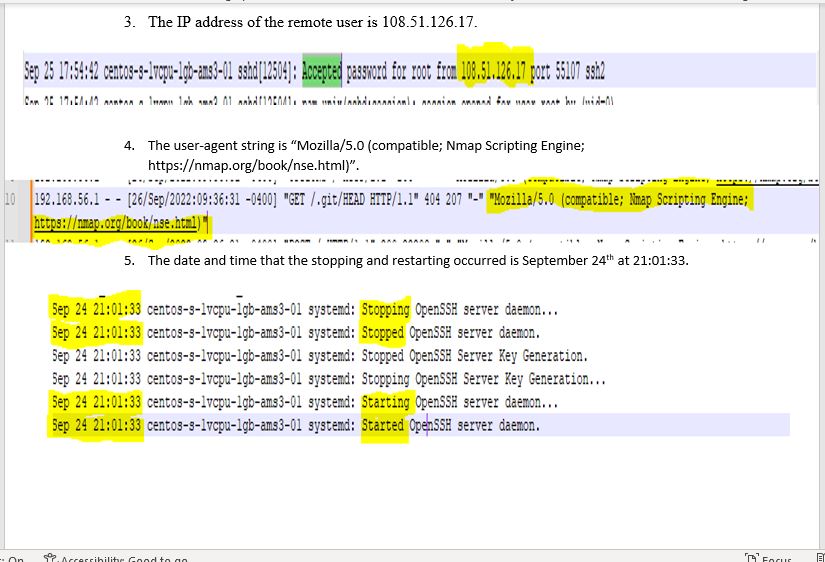 3. The IP address of the remote user is 108.51.126.17.
Sep 25 17:54:42 centos-s-1vcpu-1gb-ams3-01 sshd[12504]: Accepted password for root from 108.51.126.17 port 55107 ssh2
4. The user-agent string is “Mozilla/5.0 (compatible; Nmap Scripting Engine;
https://nmap.org/book/nse.html)”.
10 192.168.56.1 - - [26/Sep/2022:09:36:31 -0400] "GET /.git/HEAD HTTP/1.1" 404 207 "-" "Mozilla/5.0 (compatible; Nmap Scripting Engine;
https://nmap.org/book/nse.html)"
5. The date and time that the stopping and restarting occurred is September 24th at 21:01:33.
Sep 24 21:01:33 centos-s-1vcpu-1gb-ams3-01 systemd: Stopping OpenSSH server daemon...
Sep 24 21:01:33 centos-s-1vcpu-1gb-ams3-01 systemd: Stopped OpenSSH server daemon.
Sep 24 21:01:33 centos-s-1vcpu-1gb-ams3-01 systemd: Stopped OpenSSH Server Key Generation.
Sep 24 21:01:33 centos-s-1vcpu-1gb-ams3-01 systemd: Stopping OpenSSH Server Key Generation...
Sep 24 21:01:33 centos-s-1vcpu-1gb-ams3-01 systemd: Starting OpenSSH server daemon...
Sep 24 21:01:33 centos-s-1vcpu-1gb-ams3-01 systemd: Started OpenSSH server daemon.
: On Accessibility: Good to go Focus